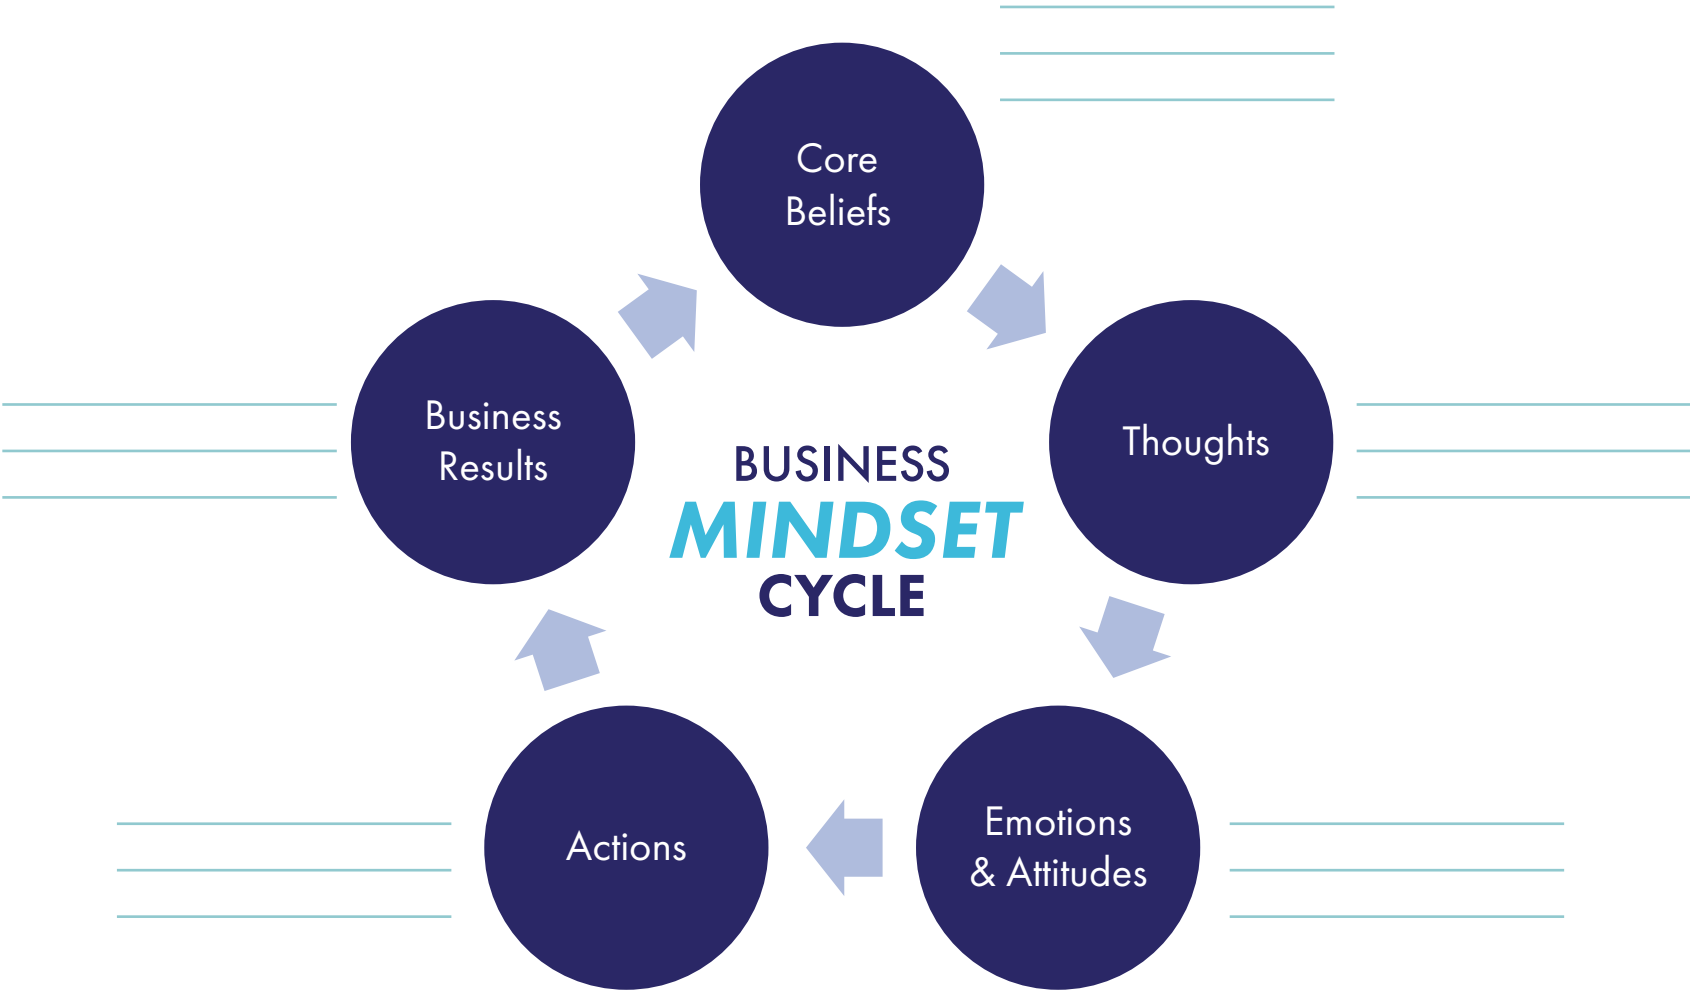 Core
Beliefs
Thoughts
Emotions
& Attitudes
Actions
Business
Results
BUSINESS
MINDSET
CYCLE